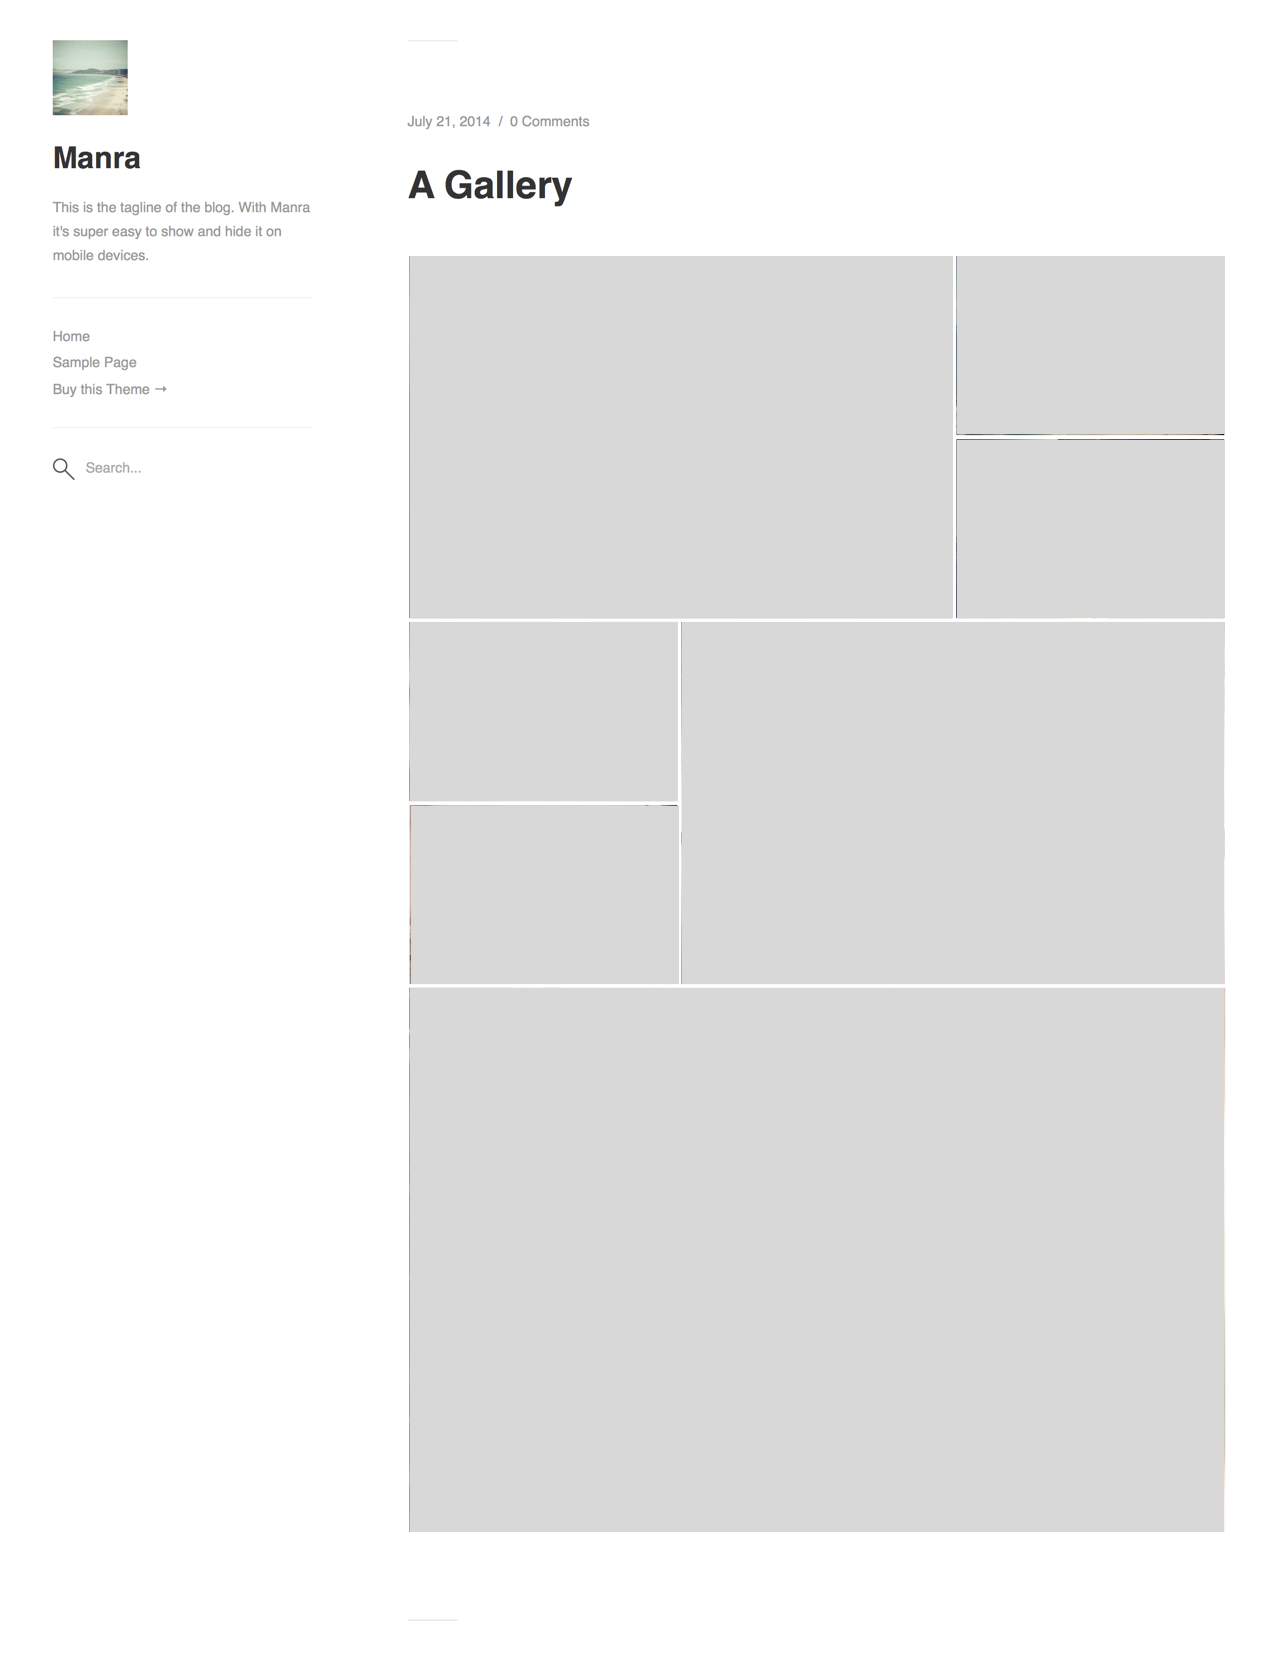 Manra
This is the tagline of the blog. With Manra
it's super easy to show and hide it on
mobile devices.
Home
Sample Page
Buy this Theme →
Search...
July 21, 2014 / 0 Comments
A Gallery